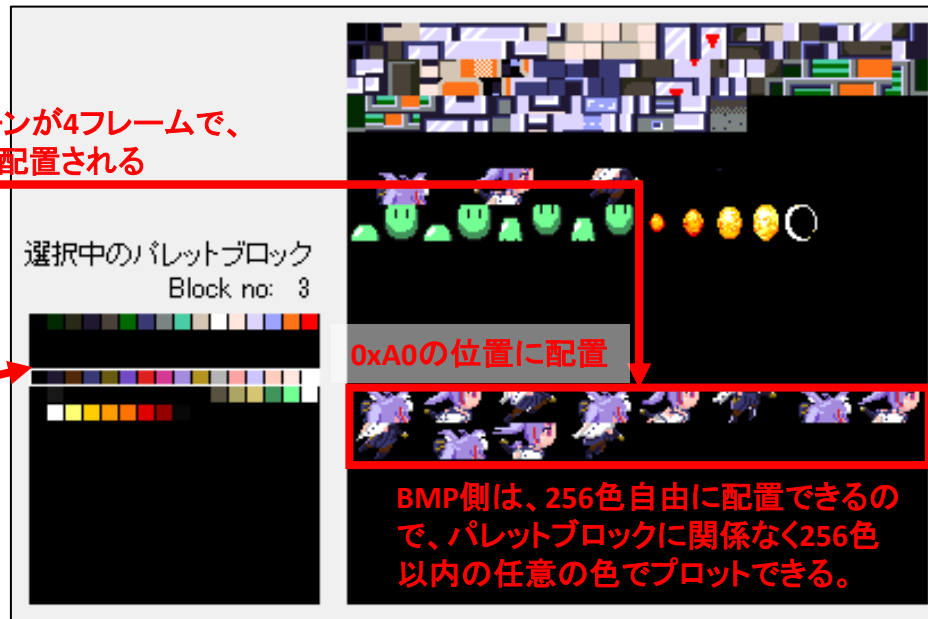 ンが4フレームで、
配置される
選択中のパレットブロック
Block no: 3
0xA0の位置に配置
BMP側は、256色自由に配置できるの
で、パレットブロックに関係なく256色
以内の任意の色でプロットできる。